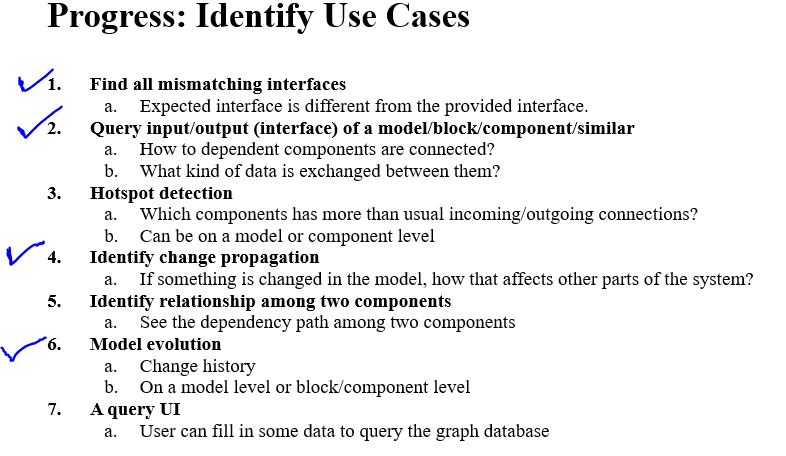 Progress: Identify Use Cases
1. Find all mismatching interfaces
a. Expected interface is different from the provided interface.
2. Query input/output (interface) of a model/block/component/similar
a. How to dependent components are connected?
b. What kind of data is exchanged between them?
3. Hotspot detection
a. Which components has more than usual incoming/outgoing connections?
b. Can be on a model or component level
4. Identify change propagation
a. If something is changed in the model, how that affects other parts of the system?
5. Identify relationship among two components
a. See the dependency path among two components
6. Model evolution
a. Change history
b. On a model level or block/component level
7. A query UI
a. User can fill in some data to query the graph database